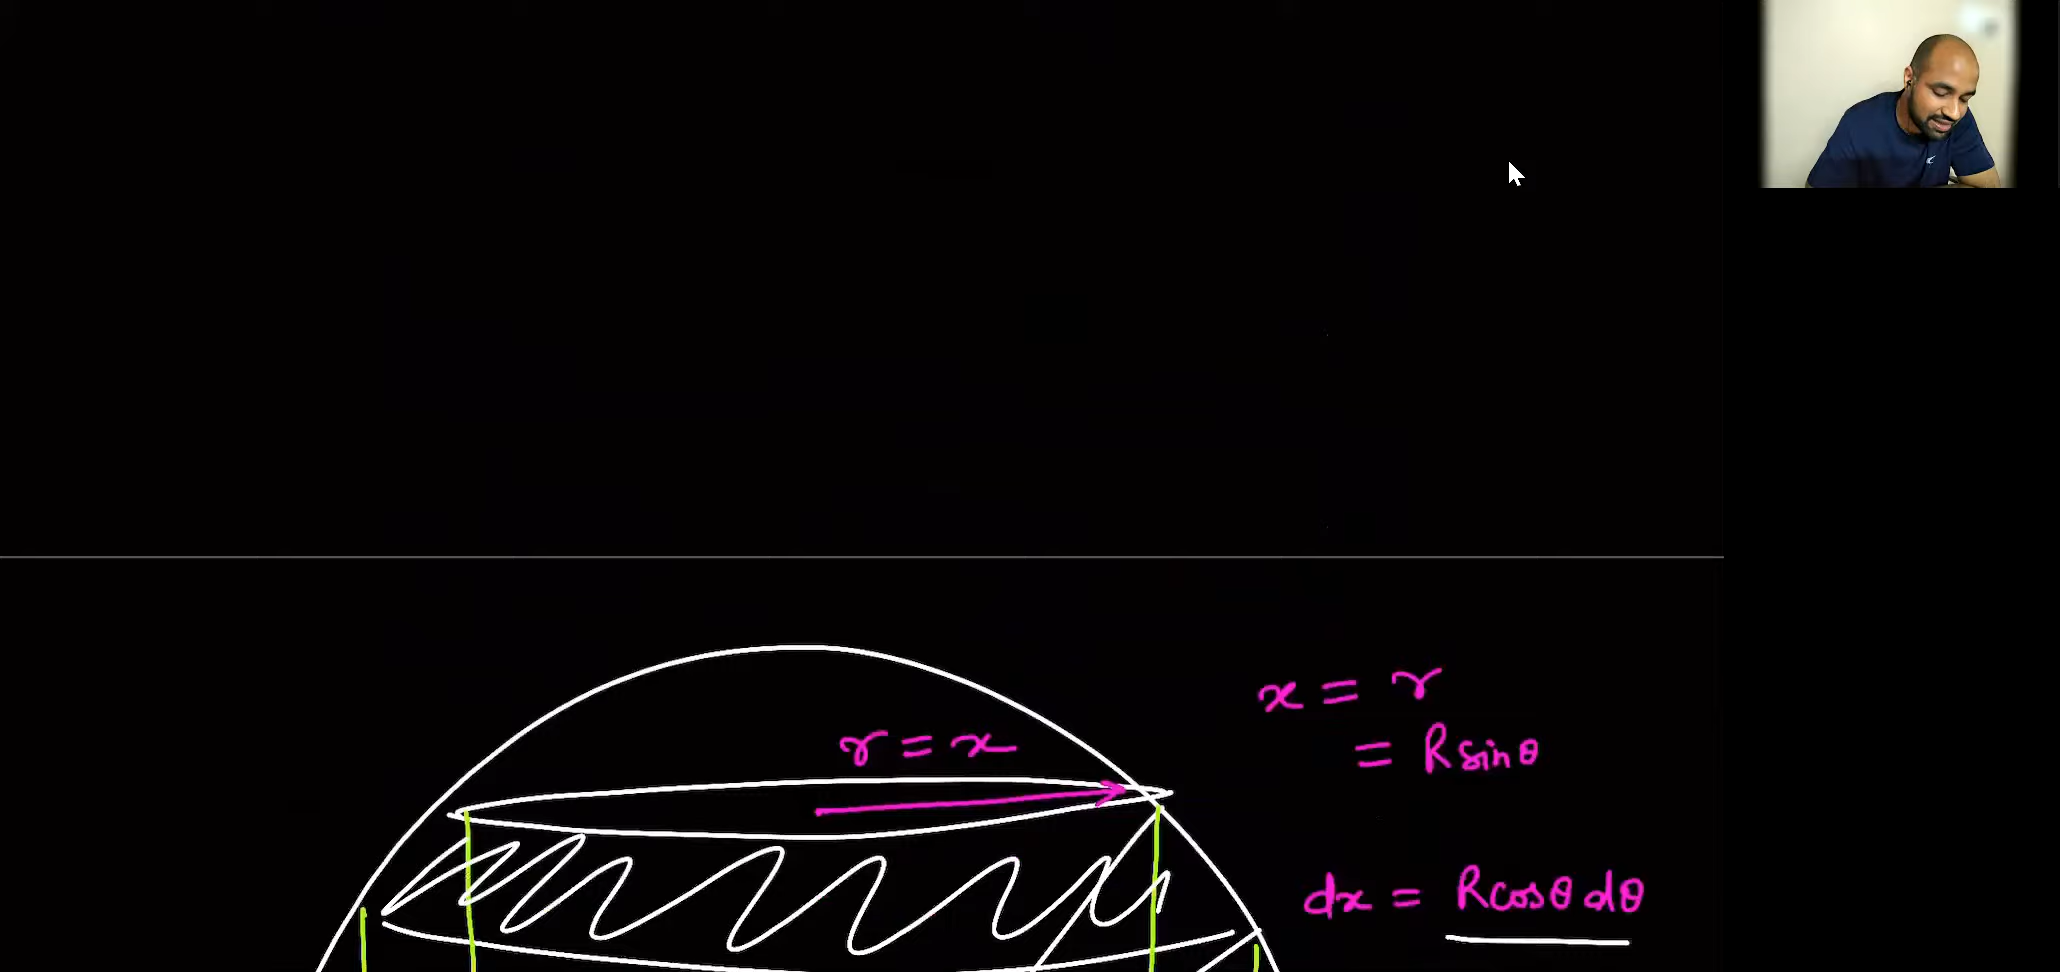 x = r
= R sin θ
r = x
dx = R cos θ dθ